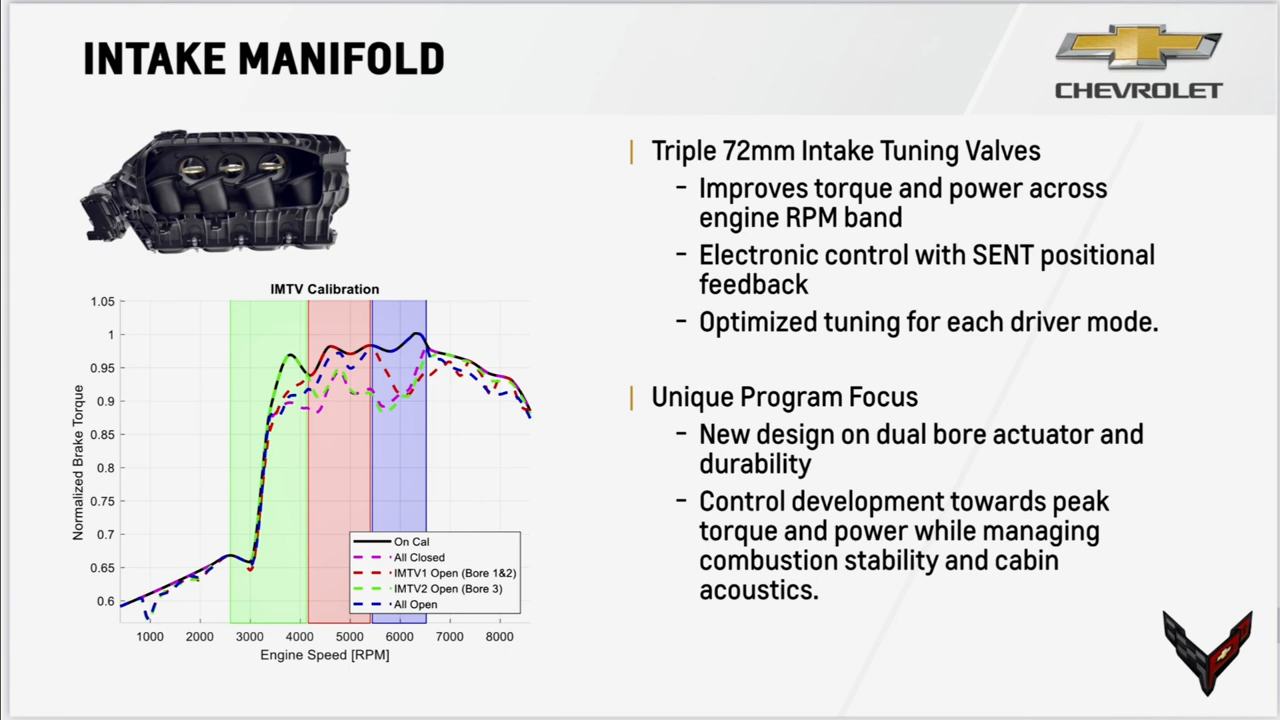 INTAKE MANIFOLD
CHEVROLET
Triple 72mm Intake Tuning Valves
- Improves torque and power across
engine RPM band
- Electronic control with SENT positional
feedback
- Optimized tuning for each driver mode.
Unique Program Focus
- New design on dual bore actuator and
durability
- Control development towards peak
torque and power while managing
combustion stability and cabin
acoustics.
IMTV Calibration
Normalized Brake Torque
1.05
1
0.95
0.9
0.85
0.8
0.75
0.7
0.65
0.6
On Cal
All Closed
IMTV1 Open (Bore 1&2)
IMTV2 Open (Bore 3)
All Open
1000 2000 3000 4000 5000 6000 7000 8000
Engine Speed [RPM]